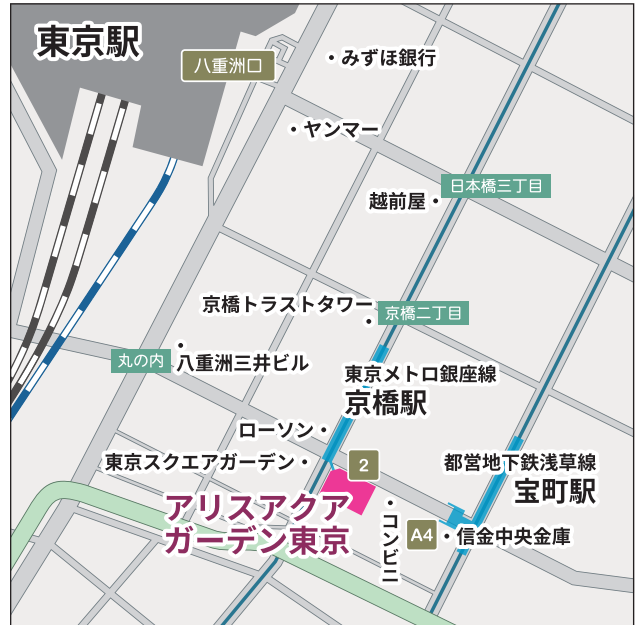 東京駅
八重洲口
みずほ銀行
ヤンマー
日本橋三丁目
越前屋
京橋トラストタワー
京橋二丁目
丸の内
八重洲三井ビル
東京メトロ銀座線
京橋駅
ローソン
東京スクエアガーデン
2
都営地下鉄浅草線
宝町駅
アリスアクア
ガーデン東京
コンビニ
A4
信金中央金庫